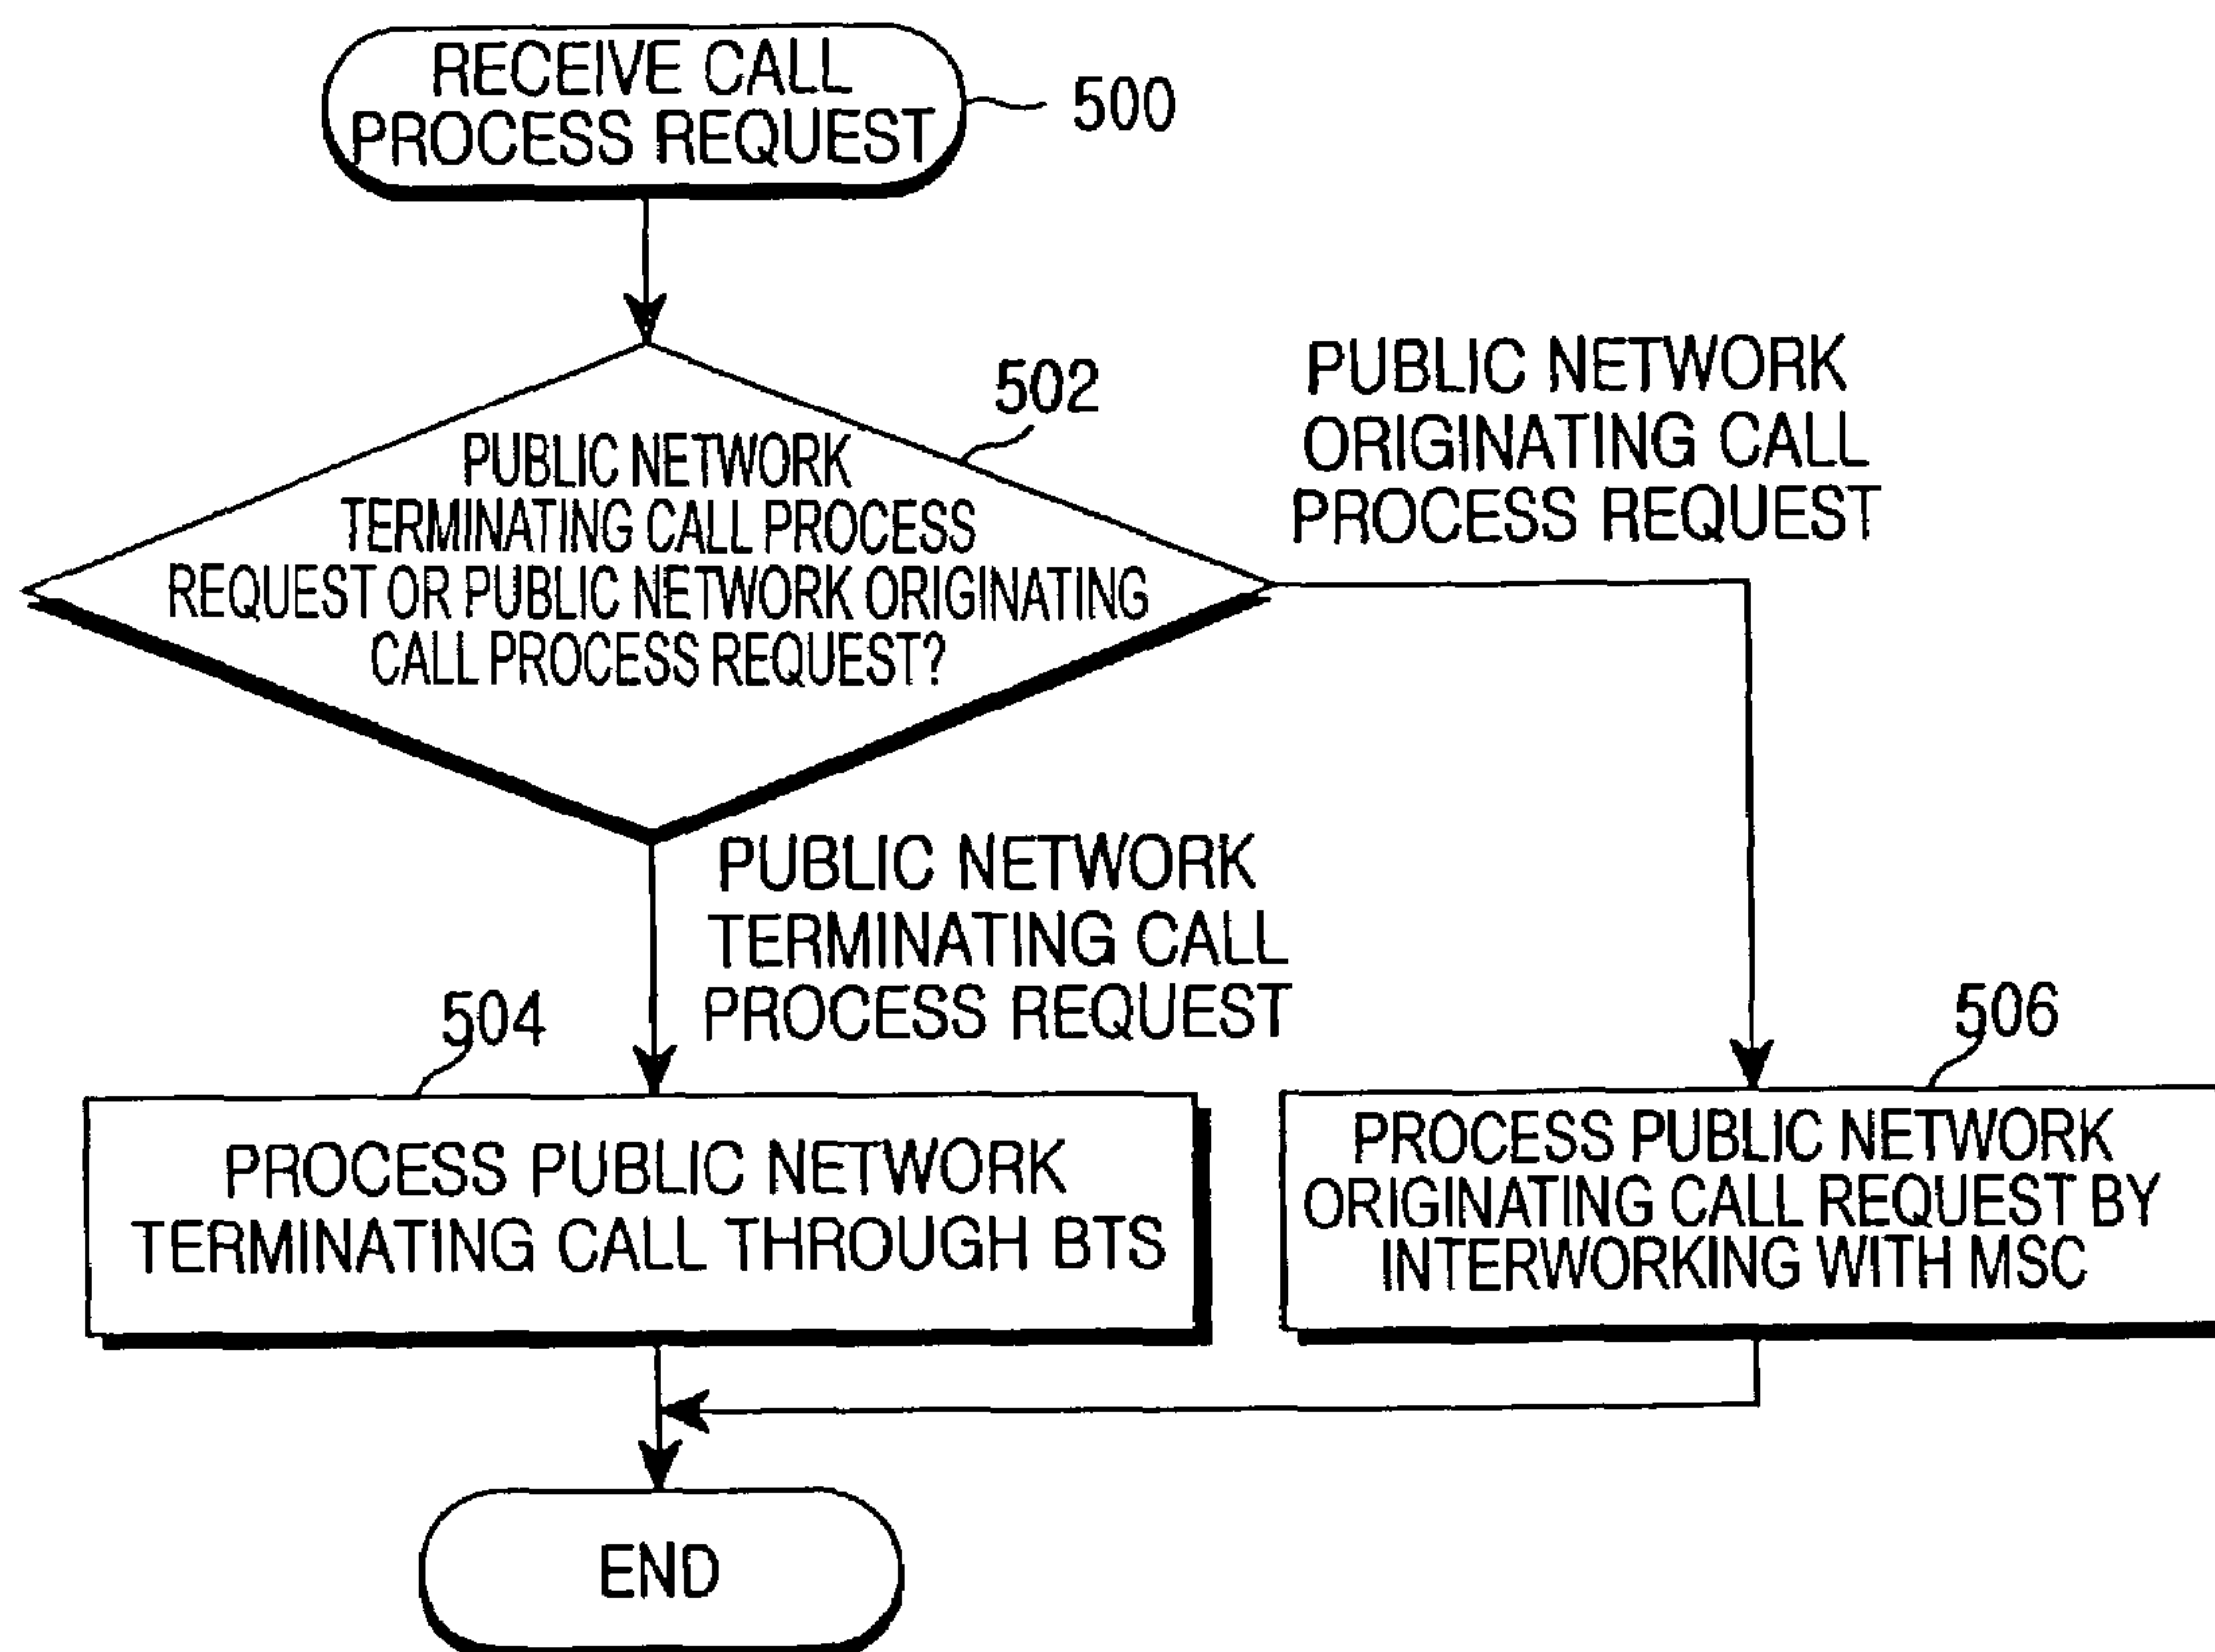 RECEIVE CALL
PROCESS REQUEST
500
502
PUBLIC NETWORK
TERMINATING CALL PROCESS
REQUEST OR PUBLIC NETWORK ORIGINATING
CALL PROCESS REQUEST?
PUBLIC NETWORK
ORIGINATING CALL
PROCESS REQUEST
PUBLIC NETWORK
TERMINATING CALL
PROCESS REQUEST
504
PROCESS PUBLIC NETWORK
TERMINATING CALL THROUGH BTS
506
PROCESS PUBLIC NETWORK
ORIGINATING CALL REQUEST BY
INTERWORKING WITH MSC
END